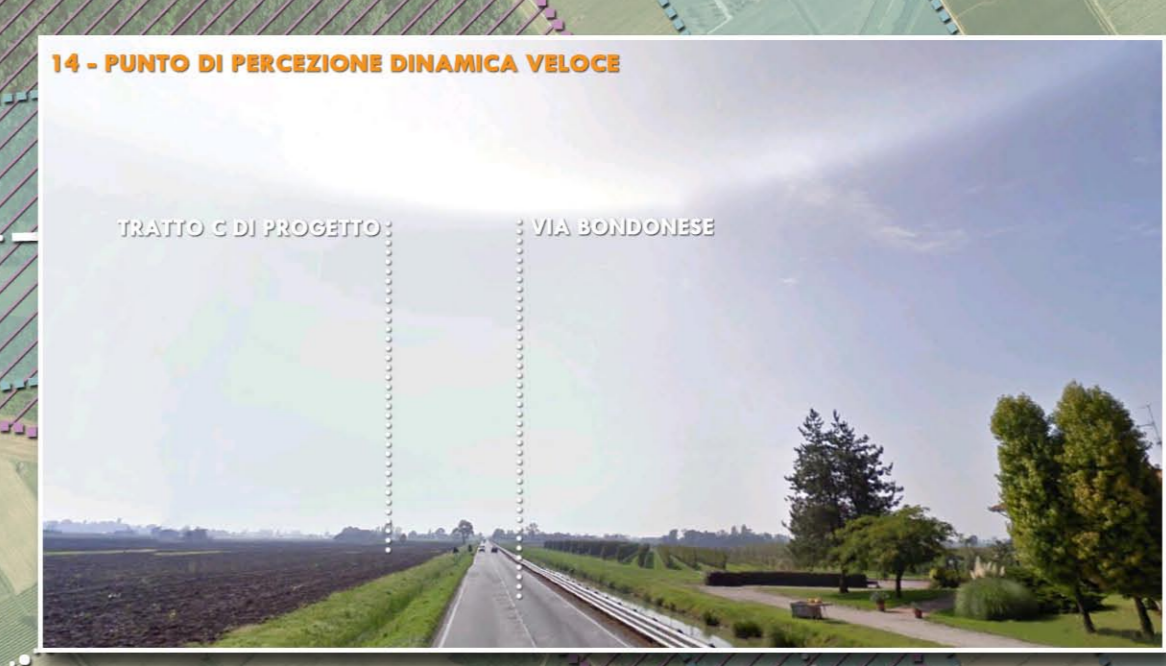 14 - PUNTO DI PERCEZIONE DINAMICA VELOCE
TRATTO C DI PROGETTO
VIA BONDONESE